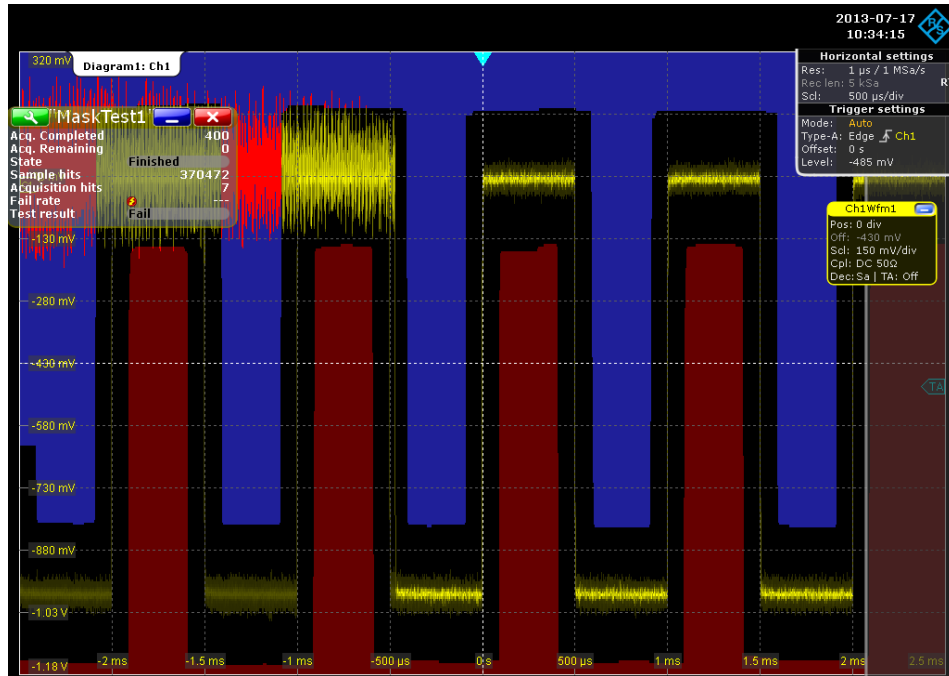 2013-07-17
10:34:15
320 mV
Diagram1: Ch1
Horizontal settings
Res: 1 µs / 1 MSa/s
Rec len: 5 kSa
Scl: 500 µs/div
Trigger settings
Mode: Auto
Type-A: Edge Ch1
Offset: 0 s
Level: -485 mV
"MaskTest1"
Acq. Completed 400
Acq. Remaining 0
State Finished
Sample hits 370472
Acquisition hits 7
Fail rate ---
Test result Fail
Ch1Wfm1
Pos: 0 div
Off: -430 mV
Scl: 150 mV/div
Cpl: DC 50Ω
Dec: Sa | TA: Off
-130 mV
-280 mV
-430 mV
TA
-580 mV
-730 mV
-880 mV
-1.03 V
-1.18 V
-2 ms -1.5 ms -1 ms -500 µs 0 s 500 µs 1 ms 1.5 ms 2 ms 2.5 ms